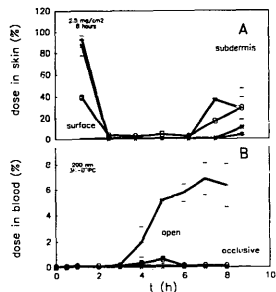 dose in skin (%)
120
100
80
60
40
20
0
2.5 mg/cm2
8 hours
A
subdermis
surface
dose in blood (%)
8
6
4
2
0
200 nm
B
open
occlusive
0 2 4 6 8 10
t (h)